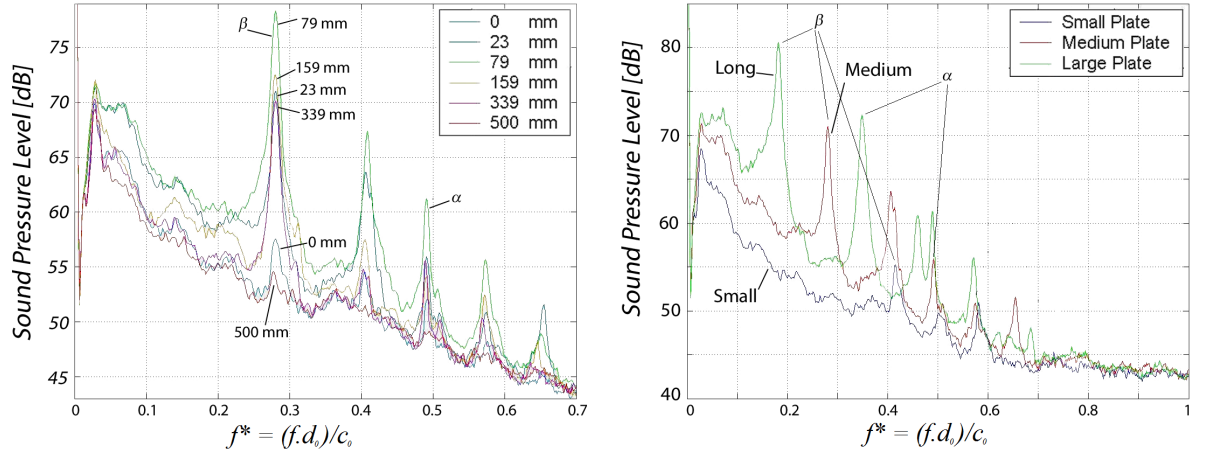 Sound Pressure Level [dB]
75
70
65
60
55
50
45
0
0.1
0.2
0.3
0.4
0.5
0.6
0.7
f* = (f.d₀)/c₀
β
79 mm
159 mm
23 mm
339 mm
0 mm
500 mm
α
0 mm
23 mm
79 mm
159 mm
339 mm
500 mm
Sound Pressure Level [dB]
80
70
60
50
40
0
0.2
0.4
0.6
0.8
1
f* = (f.d₀)/c₀
β
Long
Medium
α
Small
Small Plate
Medium Plate
Large Plate